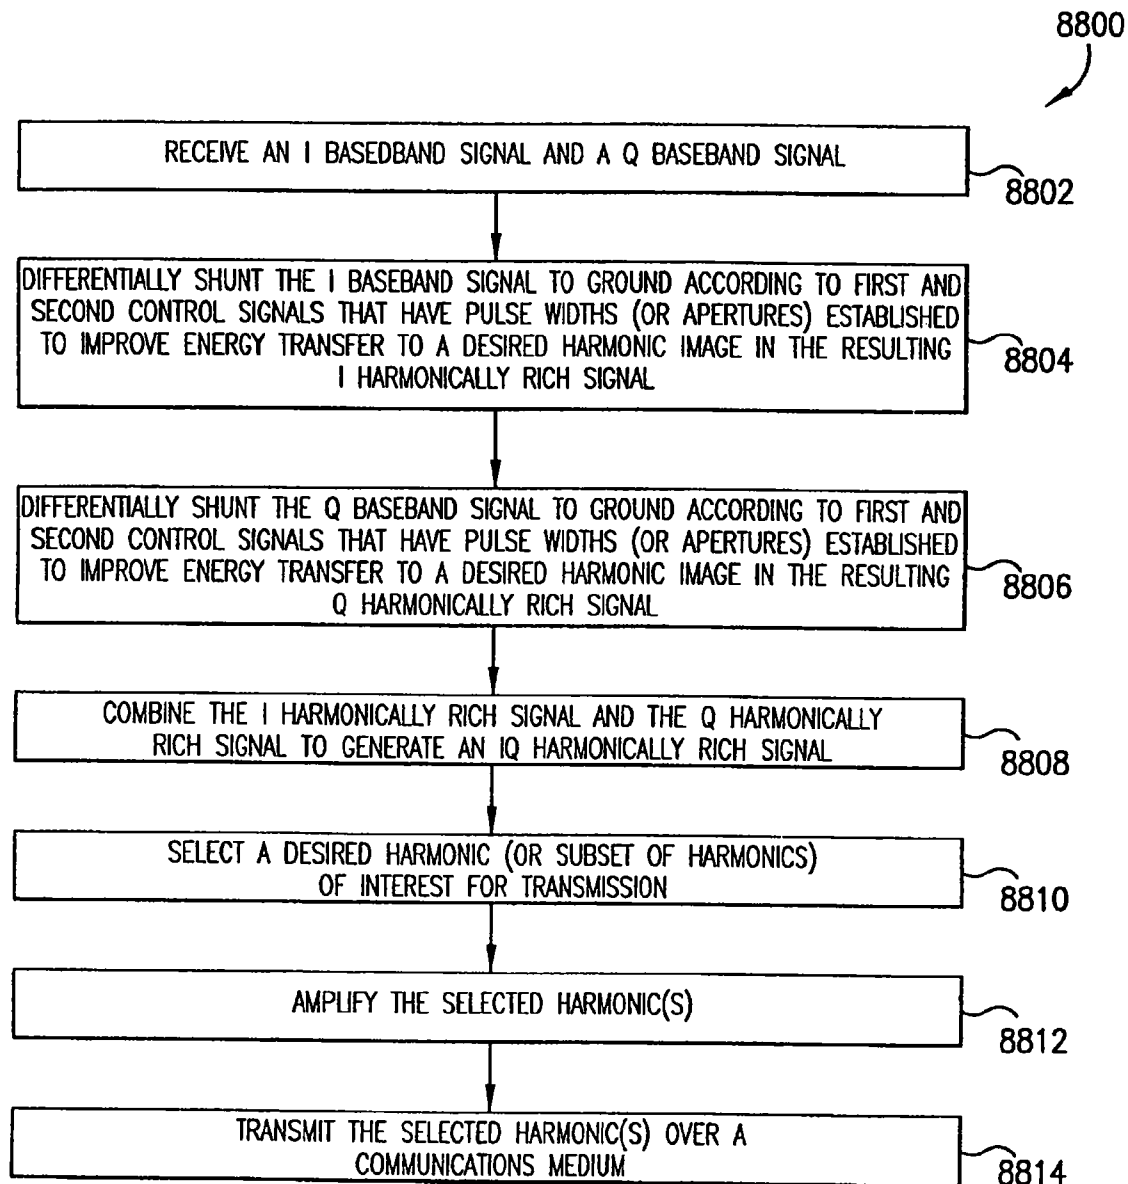 8800
RECEIVE AN I BASEDBAND SIGNAL AND A Q BASEBAND SIGNAL
8802
DIFFERENTIALLY SHUNT THE I BASEBAND SIGNAL TO GROUND ACCORDING TO FIRST AND
SECOND CONTROL SIGNALS THAT HAVE PULSE WIDTHS (OR APERTURES) ESTABLISHED
TO IMPROVE ENERGY TRANSFER TO A DESIRED HARMONIC IMAGE IN THE RESULTING
I HARMONICALLY RICH SIGNAL
8804
DIFFERENTIALLY SHUNT THE Q BASEBAND SIGNAL TO GROUND ACCORDING TO FIRST AND
SECOND CONTROL SIGNALS THAT HAVE PULSE WIDTHS (OR APERTURES) ESTABLISHED
TO IMPROVE ENERGY TRANSFER TO A DESIRED HARMONIC IMAGE IN THE RESULTING
Q HARMONICALLY RICH SIGNAL
8806
COMBINE THE I HARMONICALLY RICH SIGNAL AND THE Q HARMONICALLY
RICH SIGNAL TO GENERATE AN IQ HARMONICALLY RICH SIGNAL
8808
SELECT A DESIRED HARMONIC (OR SUBSET OF HARMONICS)
OF INTEREST FOR TRANSMISSION
8810
AMPLIFY THE SELECTED HARMONIC(S)
8812
TRANSMIT THE SELECTED HARMONIC(S) OVER A
COMMUNICATIONS MEDIUM
8814